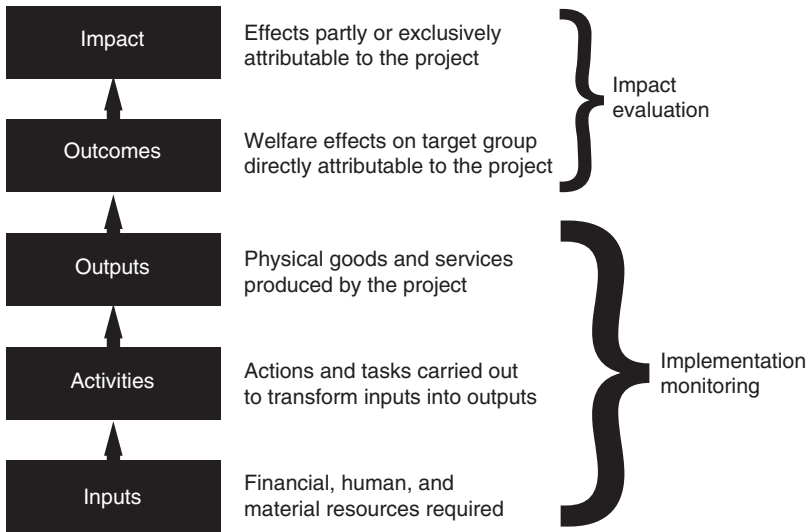 Impact
Effects partly or exclusively
attributable to the project
Impact
evaluation
Outcomes
Welfare effects on target group
directly attributable to the project
Outputs
Physical goods and services
produced by the project
Activities
Actions and tasks carried out
to transform inputs into outputs
Implementation
monitoring
Inputs
Financial, human, and
material resources required